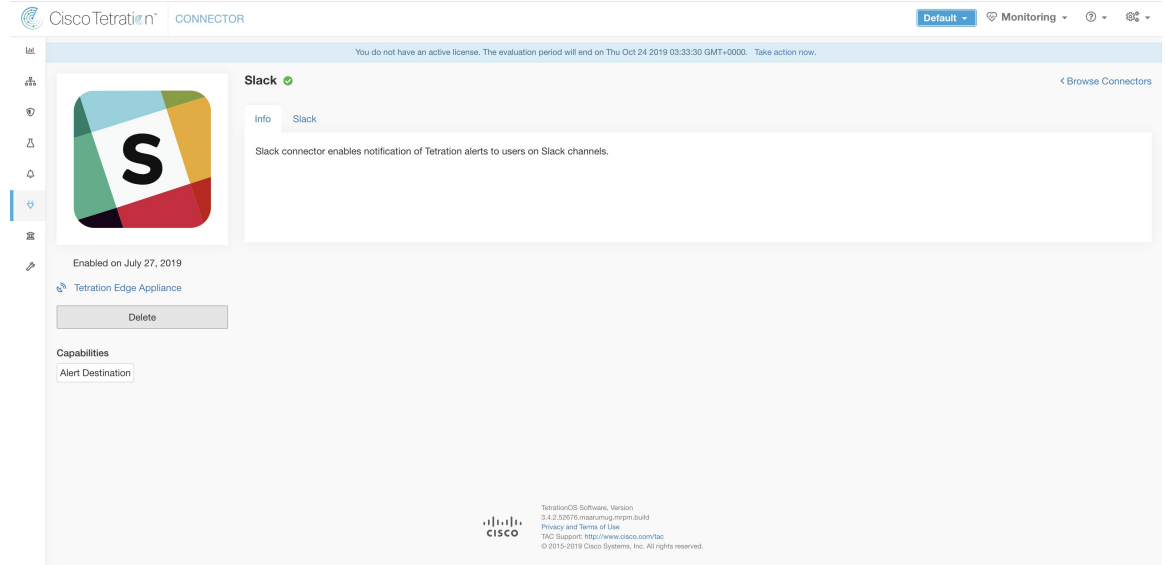 Cisco Tetration™ CONNECTOR Default Monitoring
You do not have an active license. The evaluation period will end on Thu Oct 24 2019 03:33:30 GMT+0000. Take action now.
Slack
Browse Connectors
Info Slack
Slack connector enables notification of Tetration alerts to users on Slack channels.
S
Enabled on July 27, 2019
Tetration Edge Appliance
Delete
Capabilities
Alert Destination
CISCO
TetrationOS Software, Version
3.4.2.52676.maarumug.mrpm.build
Privacy and Terms of Use
TAC Support: http://www.cisco.com/tac
© 2015-2019 Cisco Systems, Inc. All rights reserved.